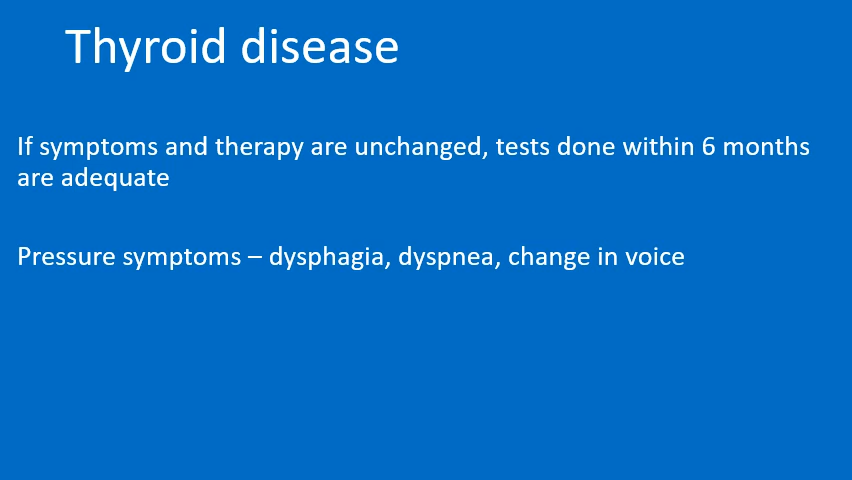 Thyroid disease
If symptoms and therapy are unchanged, tests done within 6 months
are adequate
Pressure symptoms – dysphagia, dyspnea, change in voice